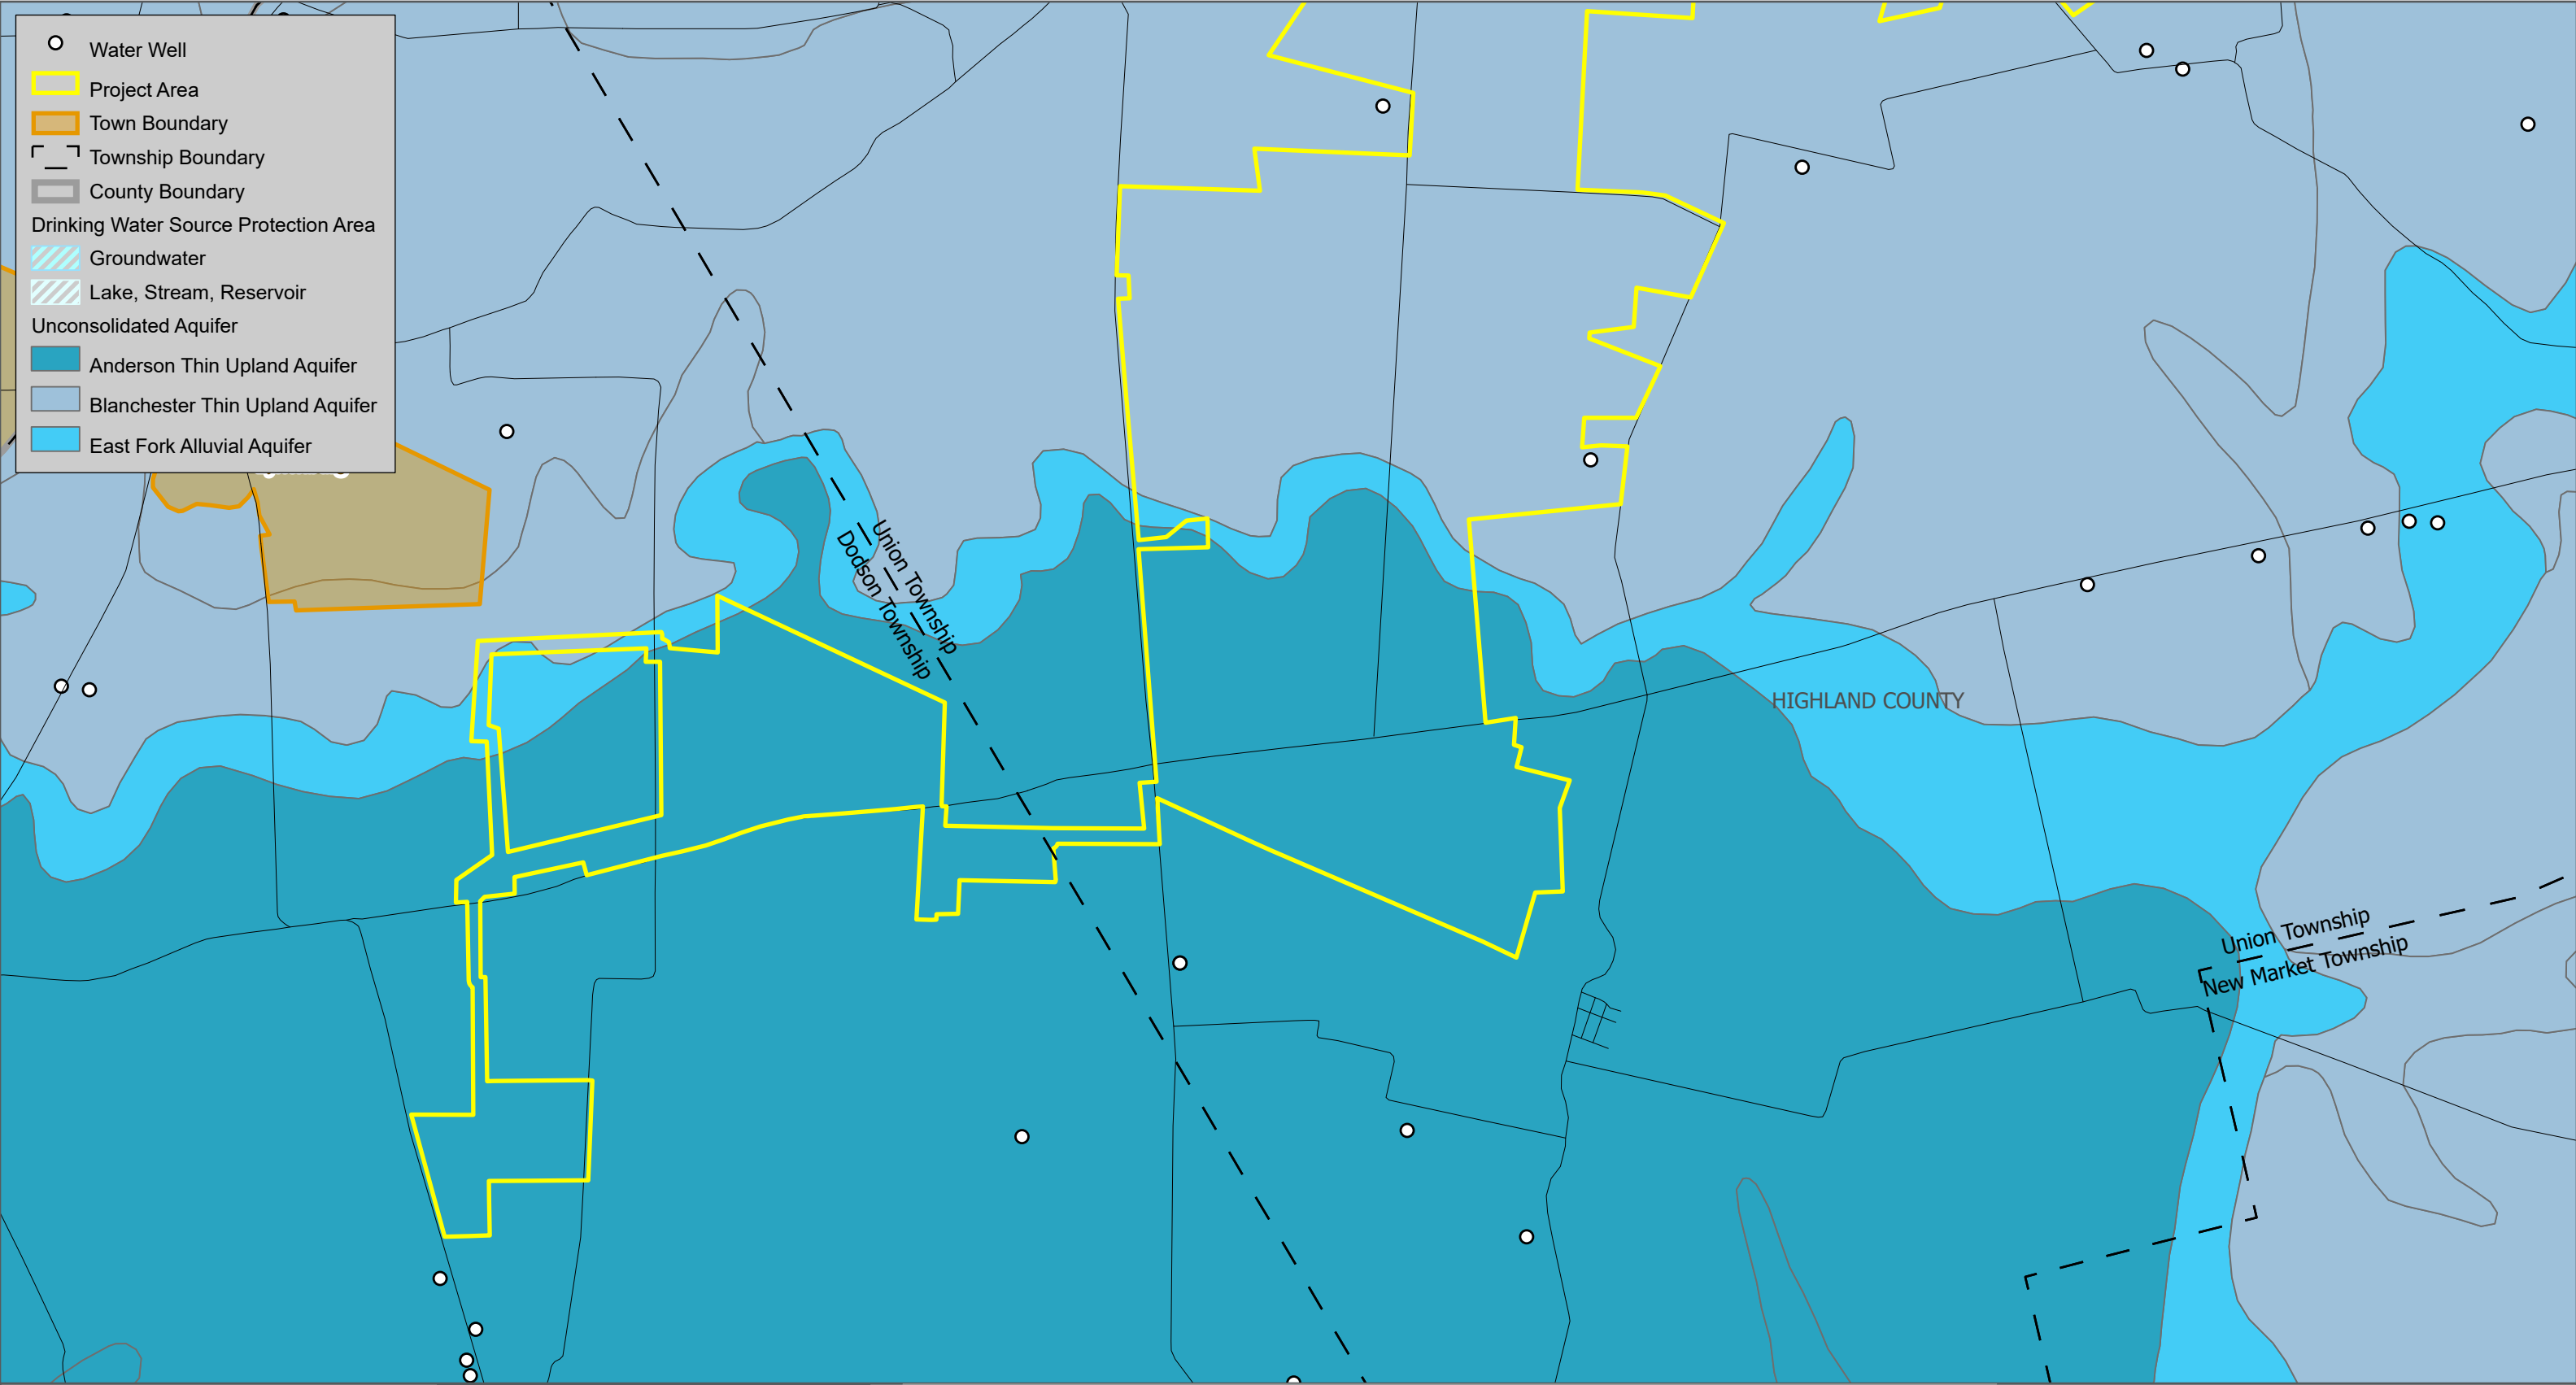 Water Well
Project Area
Town Boundary
Township Boundary
County Boundary
Drinking Water Source Protection Area
Groundwater
Lake, Stream, Reservoir
Unconsolidated Aquifer
Anderson Thin Upland Aquifer
Blanchester Thin Upland Aquifer
East Fork Alluvial Aquifer
Union Township
Dodson Township
HIGHLAND COUNTY
Union Township
New Market Township